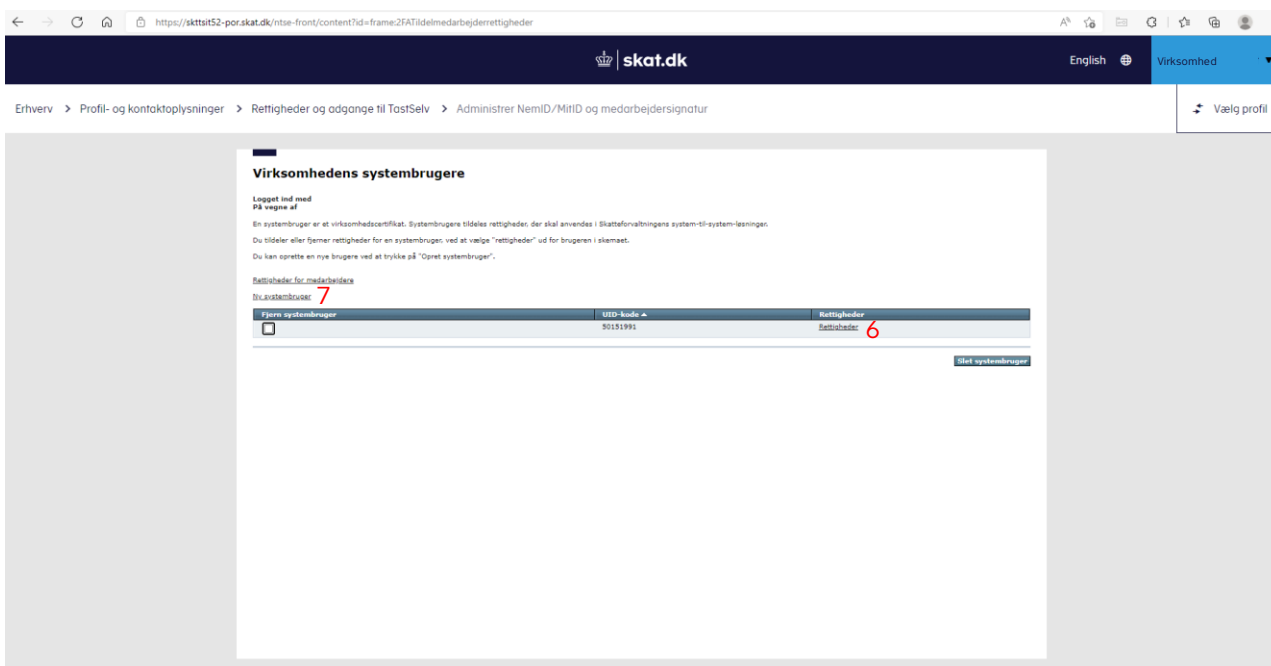 https://skttsit52-por.skat.dk/ntse-front/content?id=frame:2FATildelmedarbejderrettigheder
skat.dk
English
Virksomhed
Erhverv > Profil- og kontaktoplysninger > Rettigheder og adgange til TastSelv > Administrer NemID/MitID og medarbejdersignatur
Vælg profil
Virksomhedens systembrugere
Logget ind med
På vegne af
En systembruger er et virksomhedscertifikat. Systembrugere tildeles rettigheder, der skal anvendes i Skatteforvaltningens system-til-system-løsninger.
Du tildeler eller fjerner rettigheder for en systembruger, ved at vælge "rettigheder" ud for brugeren i skemaet.
Du kan oprette en nye brugere ved at trykke på "Opret systembruger".
Rettigheder for medarbejdere
Ny systembruger 7
Fjern systembruger UID-kode Rettigheder
50151991 Rettigheder 6
Slet systembruger